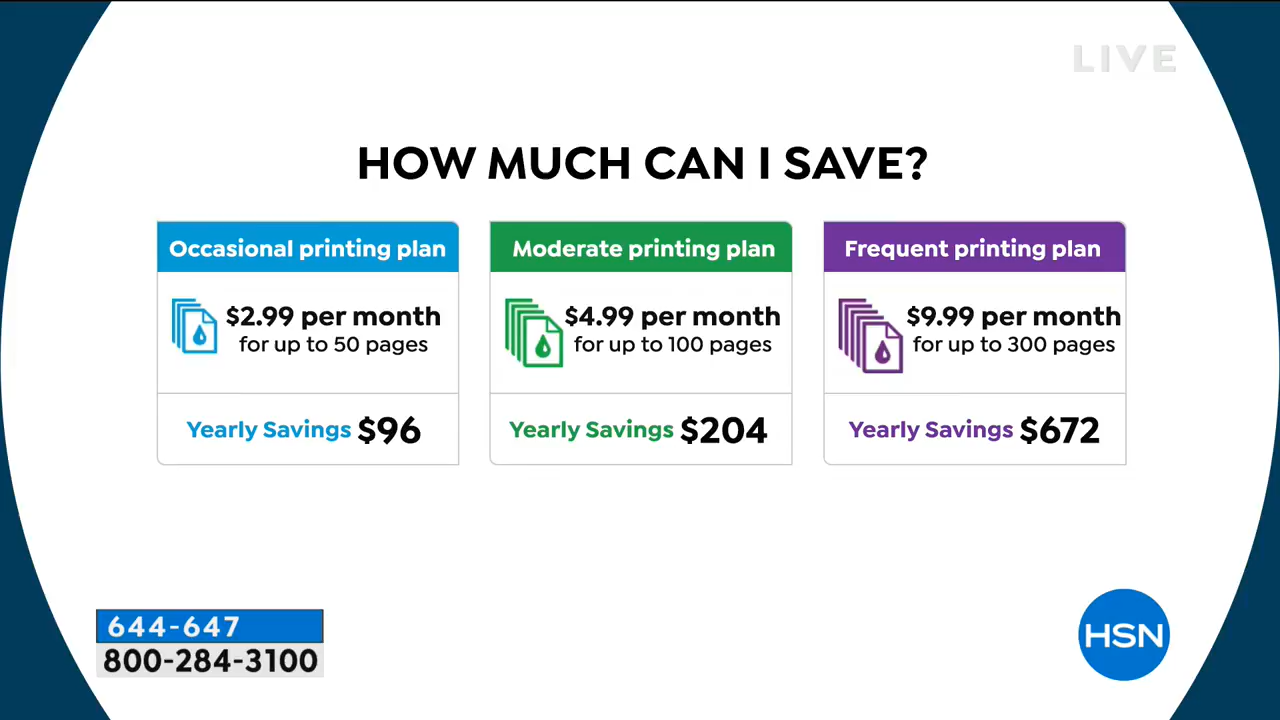 LIVE
HOW MUCH CAN I SAVE?
Occasional printing plan
$2.99 per month
for up to 50 pages
Yearly Savings $96
Moderate printing plan
$4.99 per month
for up to 100 pages
Yearly Savings $204
Frequent printing plan
$9.99 per month
for up to 300 pages
Yearly Savings $672
644-647
800-284-3100
HSN